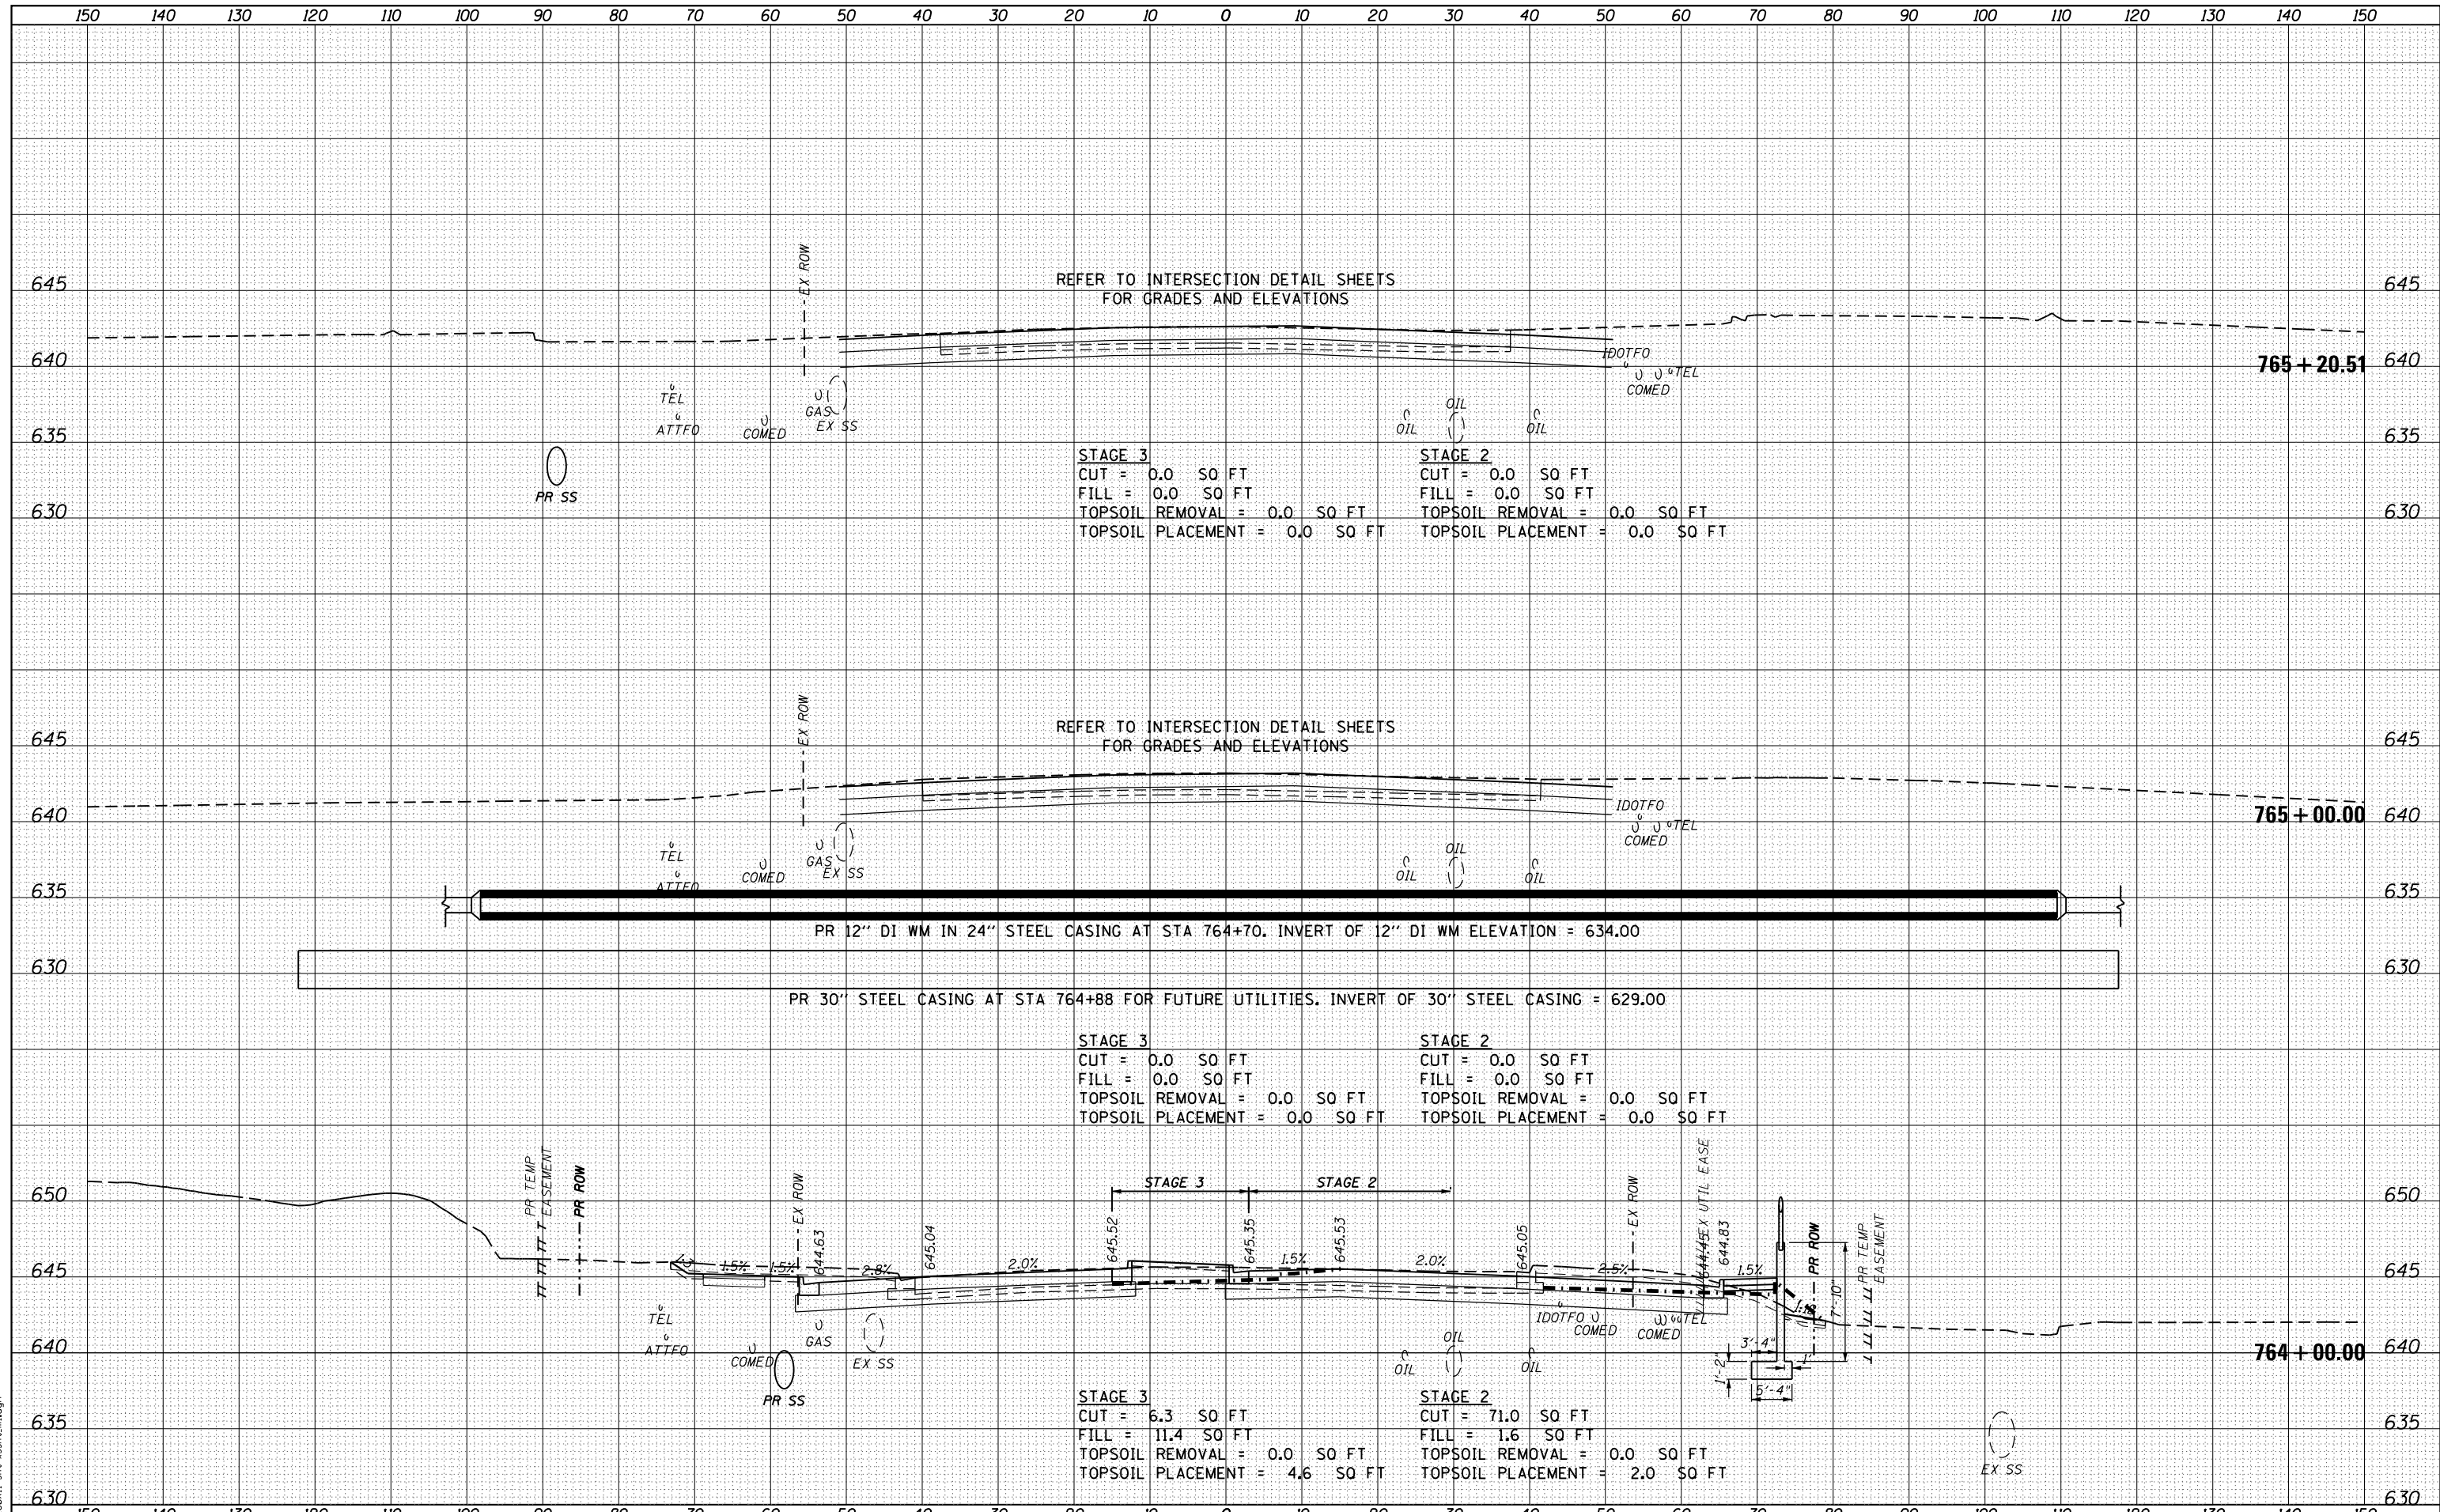 150 140 130 120 110 100 90 80 70 60 50 40 30 20 10 0 10 20 30 40 50 60 70 80 90 100 110 120 130 140 150
EX ROW
REFER TO INTERSECTION DETAIL SHEETS
FOR GRADES AND ELEVATIONS
645 645
640 765+20.51 640
IDOTFO
TEL
COMED
TEL
ATTFO
COMED
GAS
EX SS
OIL
OIL
OIL
635 635
PR SS
STAGE 3 STAGE 2
CUT = 0.0 SQ FT CUT = 0.0 SQ FT
FILL = 0.0 SQ FT FILL = 0.0 SQ FT
TOPSOIL REMOVAL = 0.0 SQ FT TOPSOIL REMOVAL = 0.0 SQ FT
TOPSOIL PLACEMENT = 0.0 SQ FT TOPSOIL PLACEMENT = 0.0 SQ FT
630 630
EX ROW
REFER TO INTERSECTION DETAIL SHEETS
FOR GRADES AND ELEVATIONS
645 645
640 765+00.00 640
IDOTFO
TEL
COMED
TEL
ATTFO
COMED
GAS
EX SS
OIL
OIL
OIL
635 635
PR 12" DI WM IN 24" STEEL CASING AT STA 764+70. INVERT OF 12" DI WM ELEVATION = 634.00
630 630
PR 30" STEEL CASING AT STA 764+88 FOR FUTURE UTILITIES. INVERT OF 30" STEEL CASING = 629.00
STAGE 3 STAGE 2
CUT = 0.0 SQ FT CUT = 0.0 SQ FT
FILL = 0.0 SQ FT FILL = 0.0 SQ FT
TOPSOIL REMOVAL = 0.0 SQ FT TOPSOIL REMOVAL = 0.0 SQ FT
TOPSOIL PLACEMENT = 0.0 SQ FT TOPSOIL PLACEMENT = 0.0 SQ FT
PR TEMP
EASEMENT
PR ROW
EX ROW
STAGE 3 STAGE 2
EX ROW
EX UTIL EASE
PR ROW
PR TEMP
EASEMENT
650 650
644.63
645.04
645.52
645.35
645.53
645.05
644.45
644.83
645 1.5% 1.5% 2.8% 2.0% 1.5% 2.0% 2.5% 1.5% 645
7'-10"
TEL
ATTFO
COMED
GAS
EX SS
PR SS
OIL
OIL
OIL
IDOTFO
COMED
COMED
TEL
640 764+00.00 640
3'-4"
1'
1'-2"
5'-4"
STAGE 3 STAGE 2
CUT = 6.3 SQ FT CUT = 71.0 SQ FT
FILL = 11.4 SQ FT FILL = 1.6 SQ FT
TOPSOIL REMOVAL = 0.0 SQ FT TOPSOIL REMOVAL = 0.0 SQ FT
TOPSOIL PLACEMENT = 4.6 SQ FT TOPSOIL PLACEMENT = 2.0 SQ FT
635 635
EX SS
630 630